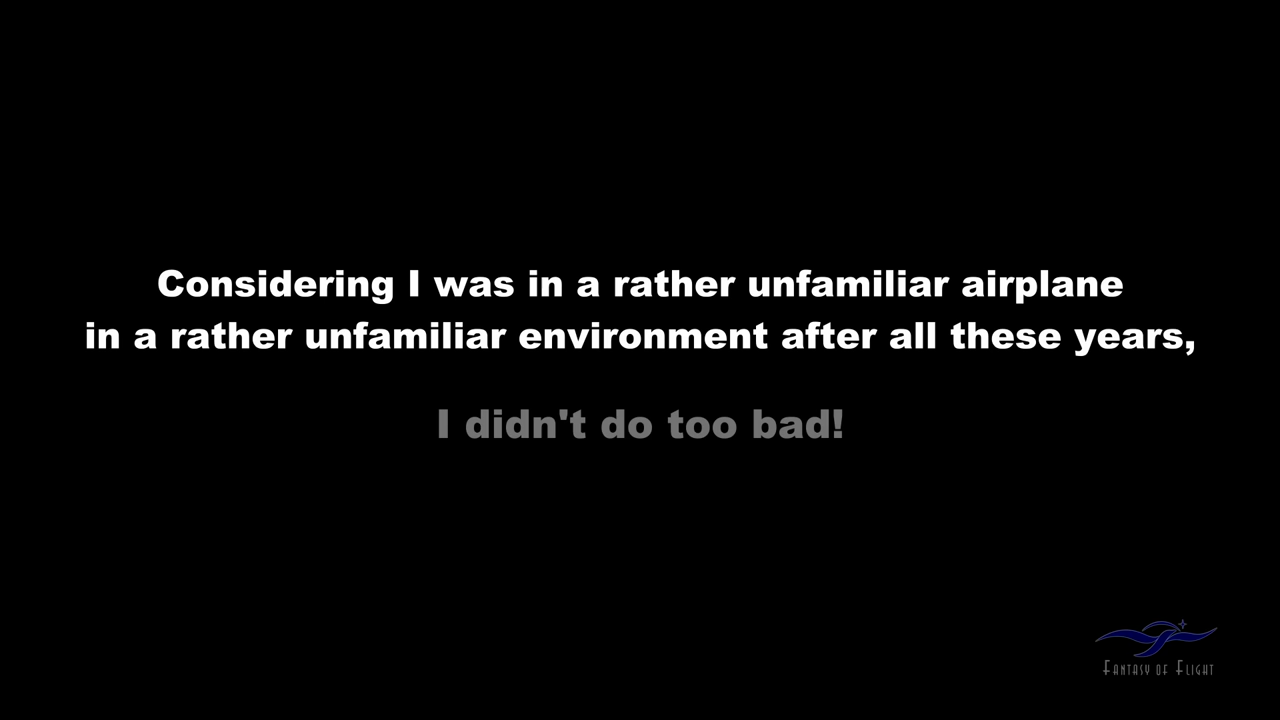 Considering I was in a rather unfamiliar airplane
in a rather unfamiliar environment after all these years,
I didn't do too bad!
Fantasy of Flight